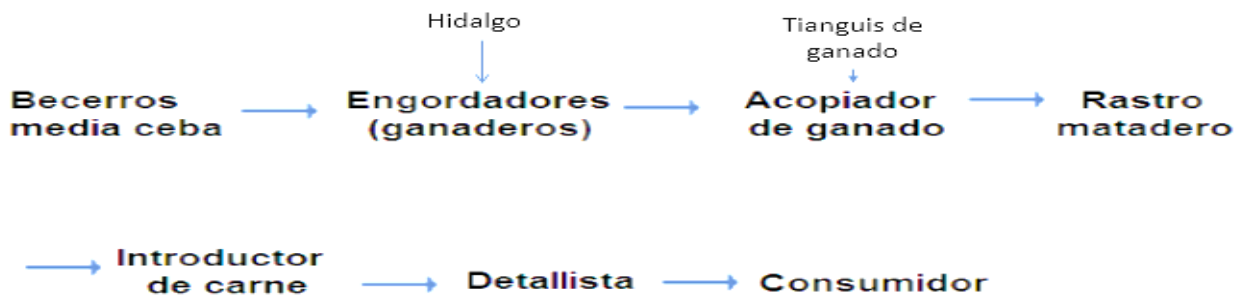 Hidalgo
Tianguis de
ganado
Becerros
media ceba
Engordadores
(ganaderos)
Acopiador
de ganado
Rastro
matadero
Introductor
de carne
Detallista
Consumidor